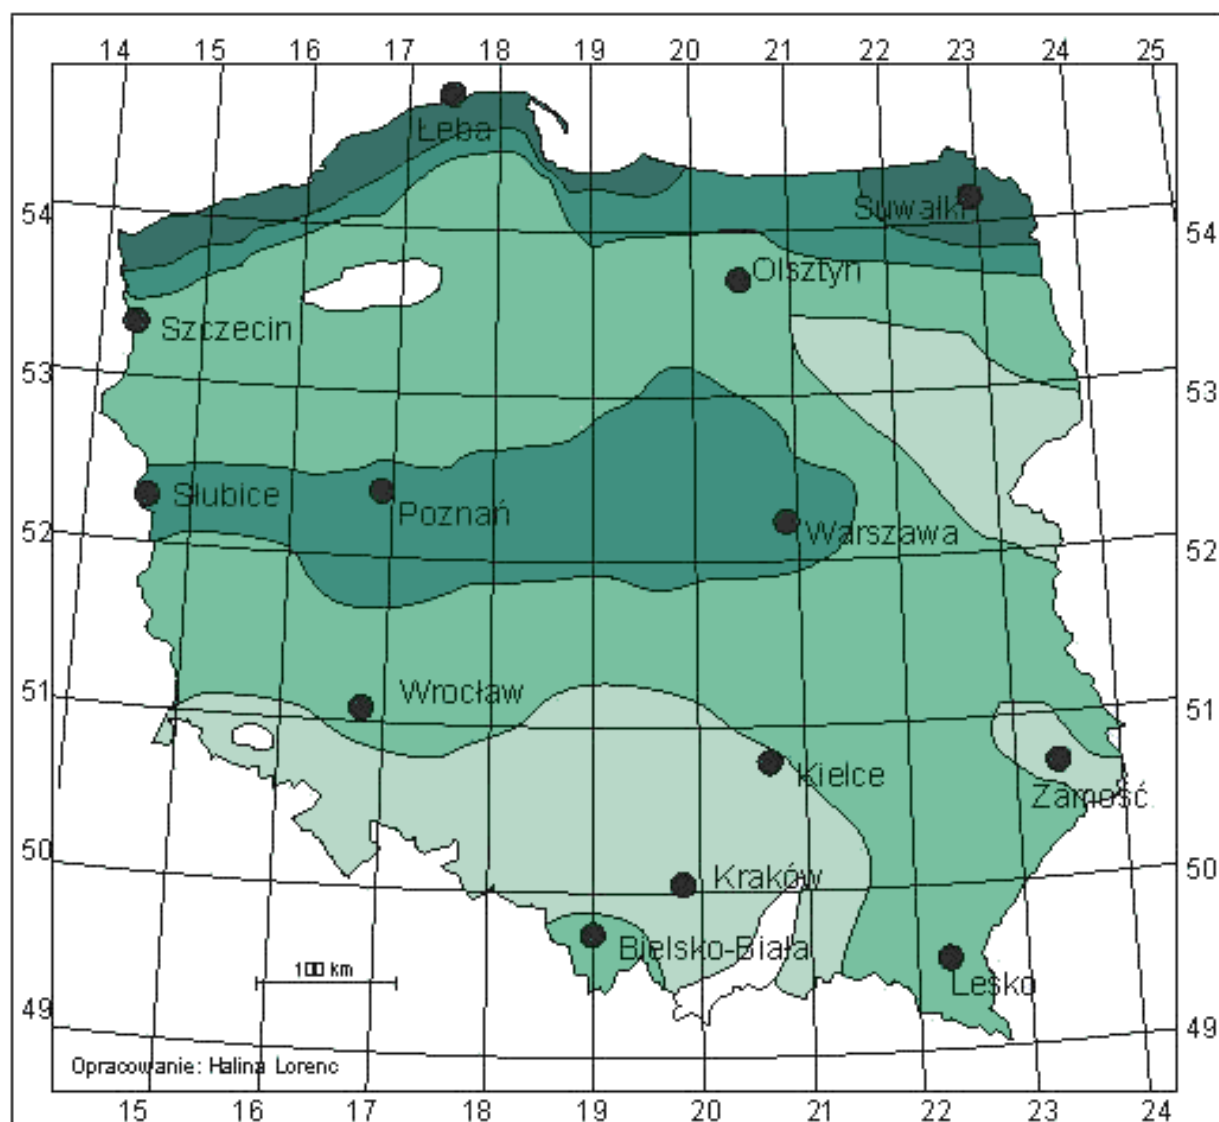 14 15 16 17 18 19 20 21 22 23 24 25
Łeba
Suwałki
54 54
Olsztyn
Szczecin
53 53
Słubice
Poznań
Warszawa
52 52
Wrocław
51 51
Kielce
Zamość
50 50
Kraków
Bielsko-Biała
100 km
Lesko
49 49
Opracowanie: Halina Lorenc
15 16 17 18 19 20 21 22 23 24